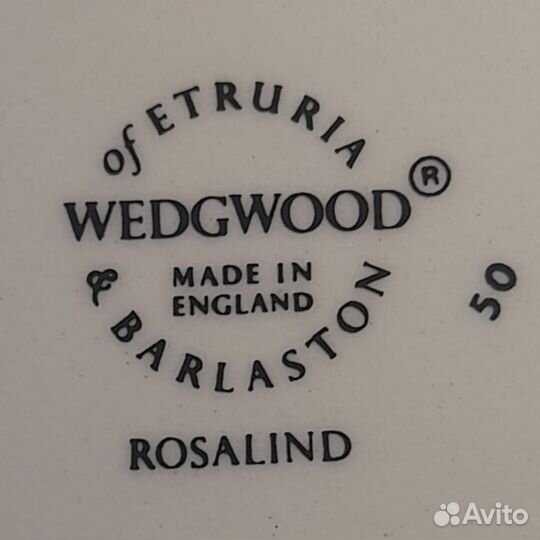 of ETRURIA
WEDGWOOD®
MADE IN
ENGLAND
& BARLASTON
50
ROSALIND
Avito